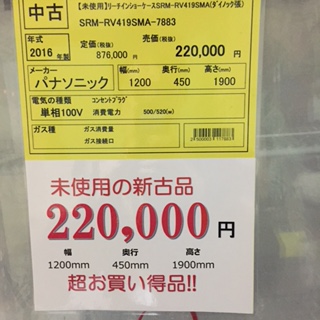 中古
【未使用】リーチインショーケースSRM-RV419SMA(ダイノック張)
SRM-RV419SMA-7883
年式
2016 年製
定価(税抜)
876,000 円
売価(税抜)
220,000 円
メーカー
パナソニック
幅(mm) 奥行(mm) 高さ(mm)
1200 450 1900
電気の種類 コンセントプラグ
単相100V 消費電力 500/520(w)
ガス種 ガス消費量
ガス接続口
未使用の新古品
220,000 円
幅 奥行 高さ
1200mm 450mm 1900mm
超お買い得品!!